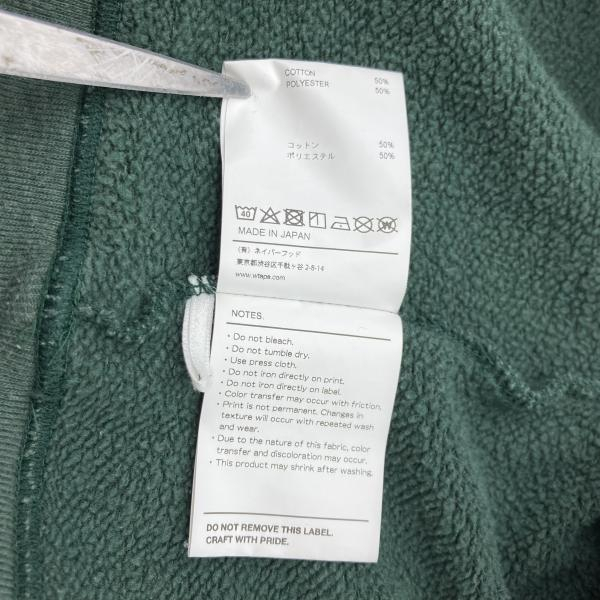 COTTON 50%
POLYESTER 50%
コットン 50%
ポリエステル 50%
40
W
MADE IN JAPAN
(有) ネイバーフッド
東京都渋谷区千駄ヶ谷 2-8-14
www.wtaps.com
NOTES.
・Do not bleach.
・Do not tumble dry.
・Use press cloth.
・Do not iron directly on print.
・Do not iron directly on label.
・Color transfer may occur with friction.
・Print is not permanent. Changes in
texture will occur with repeated wash
and wear.
・Due to the nature of this fabric, color
transfer and discoloration may occur.
・This product may shrink after washing.
DO NOT REMOVE THIS LABEL.
CRAFT WITH PRIDE.